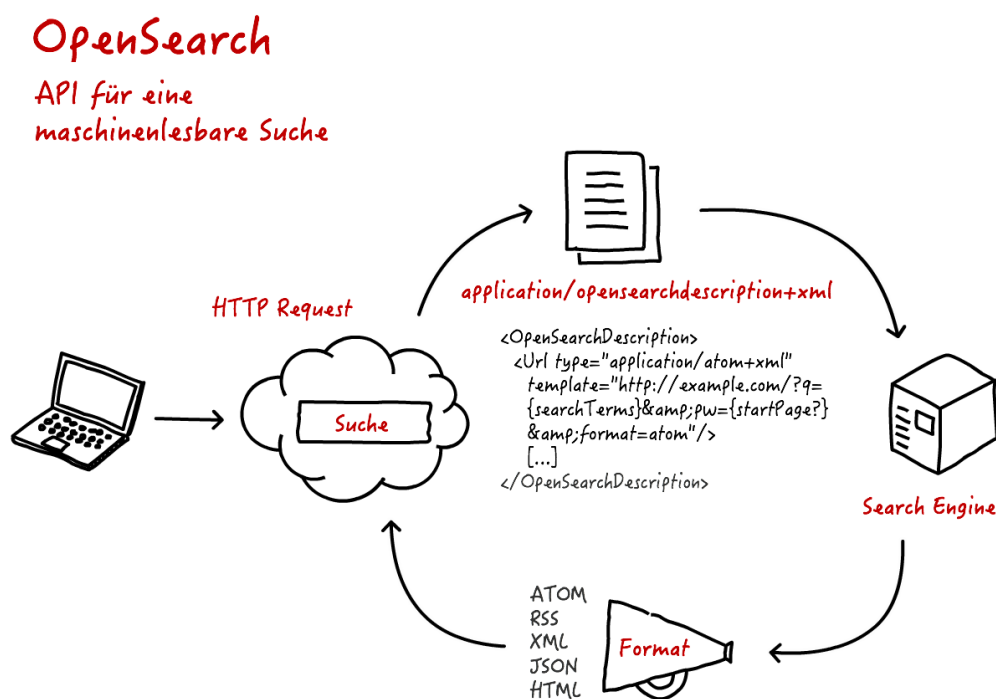 OpenSearch
API für eine
maschinenlesbare Suche
HTTP Request
Suche
application/opensearchdescription+xml
<OpenSearchDescription>
<Url type="application/atom+xml"
template="http://example.com/?q=
{searchTerms}&amp;pw={startPage?}
&amp;format=atom"/>
[...]
</OpenSearchDescription>
Search Engine
ATOM
RSS
XML
JSON
HTML
Format